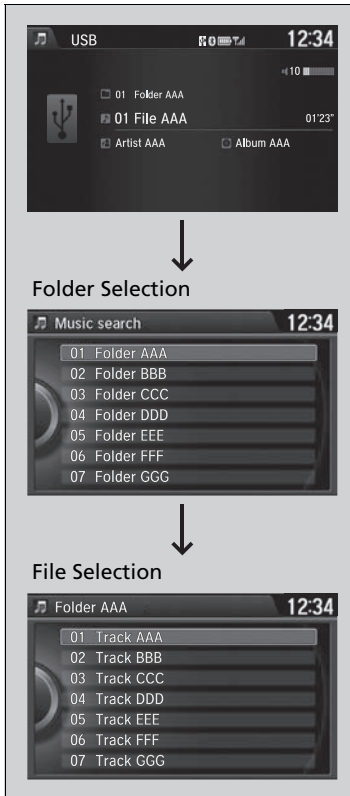 USB 12:34
10
01 Folder AAA
01 File AAA 01'23"
Artist AAA Album AAA
Folder Selection
Music search 12:34
01 Folder AAA
02 Folder BBB
03 Folder CCC
04 Folder DDD
05 Folder EEE
06 Folder FFF
07 Folder GGG
File Selection
Folder AAA 12:34
01 Track AAA
02 Track BBB
03 Track CCC
04 Track DDD
05 Track EEE
06 Track FFF
07 Track GGG